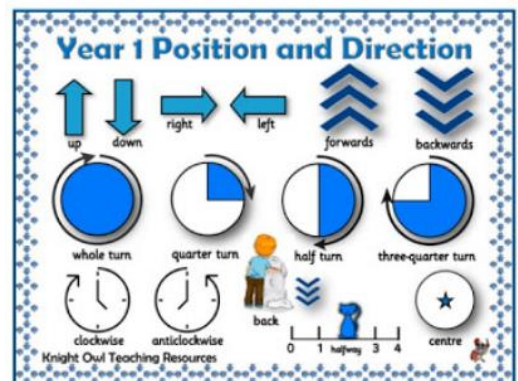 Year 1 Position and Direction
up down right left forwards backwards
whole turn quarter turn half turn three-quarter turn
back
clockwise anticlockwise 0 1 halfway 3 4 centre
Knight Owl Teaching Resources